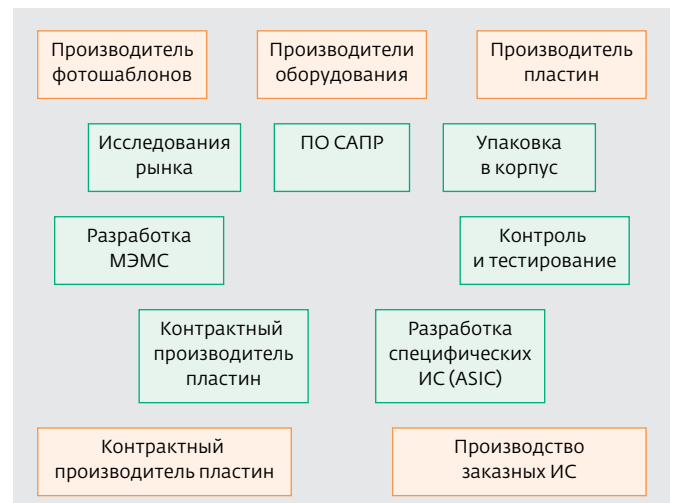 Производитель
фотошаблонов
Производители
оборудования
Производитель
пластин
Исследования
рынка
ПО САПР
Упаковка
в корпус
Разработка
МЭМС
Контроль
и тестирование
Контрактный
производитель
пластин
Разработка
специфических
ИС (ASIC)
Контрактный
производитель пластин
Производство
заказных ИС